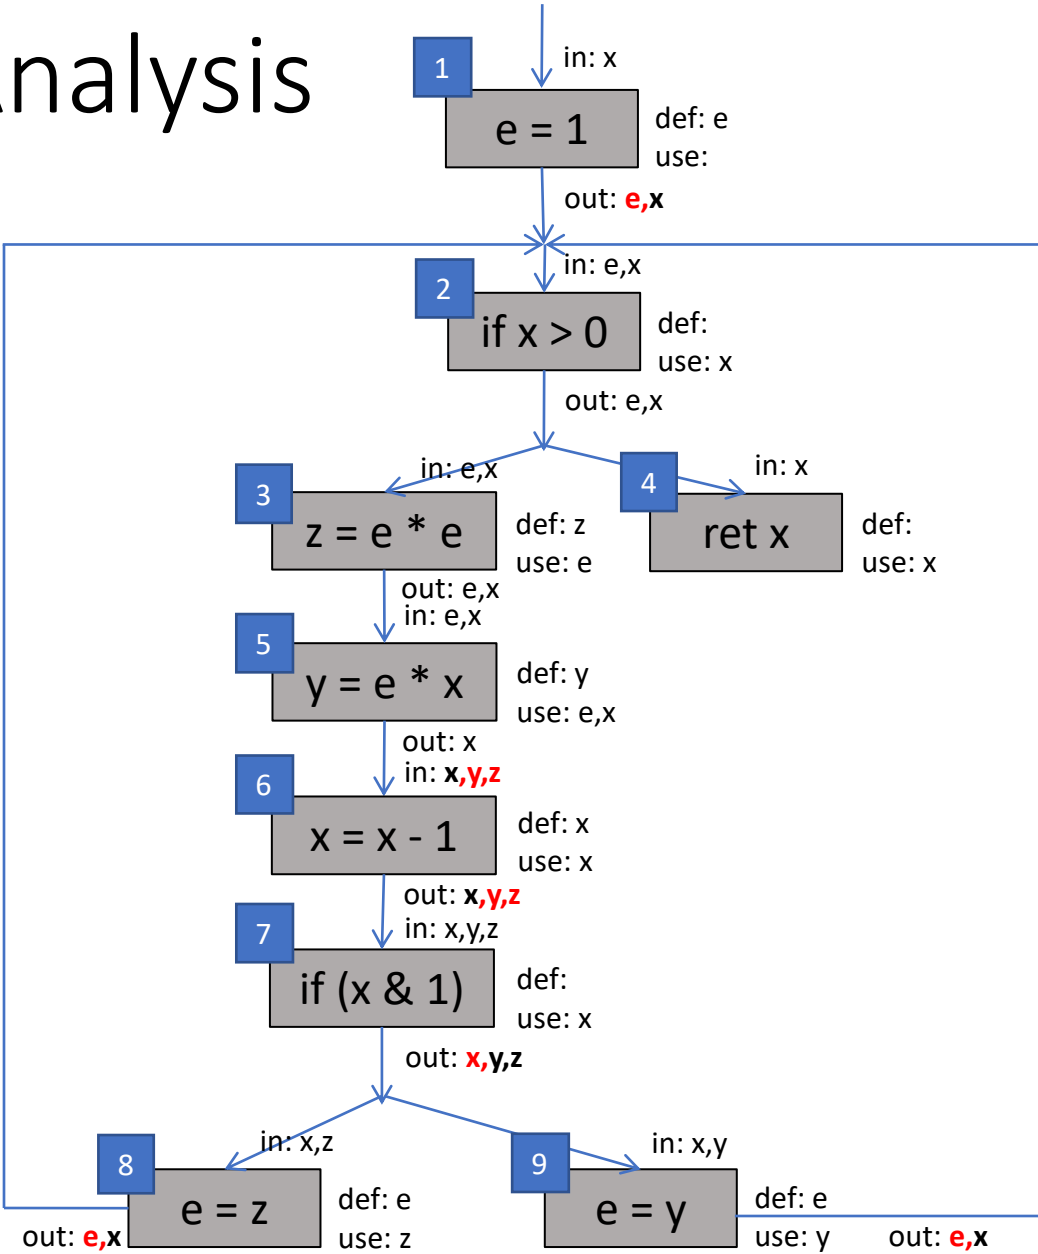 nalysis
1
in: x
e = 1
def: e
use:
out: e,x
in: e,x
2
if x > 0
def:
use: x
out: e,x
in: e,x
3
z = e * e
def: z
use: e
out: e,x
in: x
4
ret x
def:
use: x
in: e,x
5
y = e * x
def: y
use: e,x
out: x
in: x,y,z
6
x = x - 1
def: x
use: x
out: x,y,z
in: x,y,z
7
if (x & 1)
def:
use: x
out: x,y,z
in: x,z
8
e = z
def: e
use: z
out: e,x
in: x,y
9
e = y
def: e
use: y
out: e,x